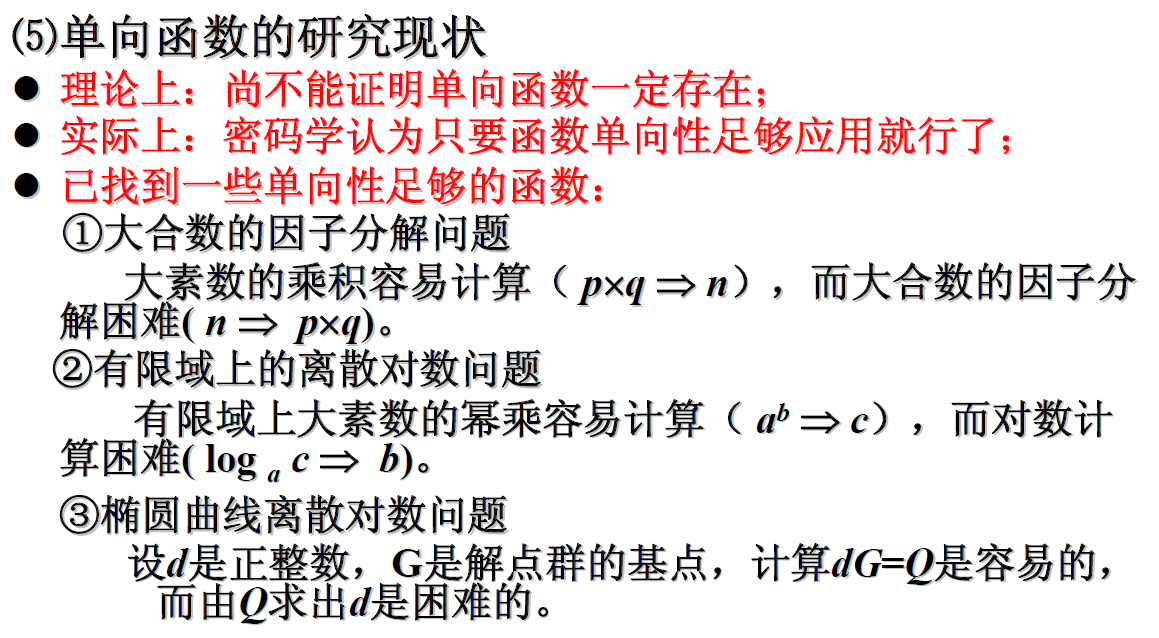 ⑸单向函数的研究现状
● 理论上：尚不能证明单向函数一定存在；
● 实际上：密码学认为只要函数单向性足够应用就行了；
● 已找到一些单向性足够的函数：
①大合数的因子分解问题
大素数的乘积容易计算（ p×q ⇒ n），而大合数的因子分
解困难( n ⇒ p×q)。
②有限域上的离散对数问题
有限域上大素数的幂乘容易计算（ aᵇ ⇒ c），而对数计
算困难( log ₐ c ⇒ b)。
③椭圆曲线离散对数问题
设d是正整数，G是解点群的基点，计算dG=Q是容易的，
而由Q求出d是困难的。